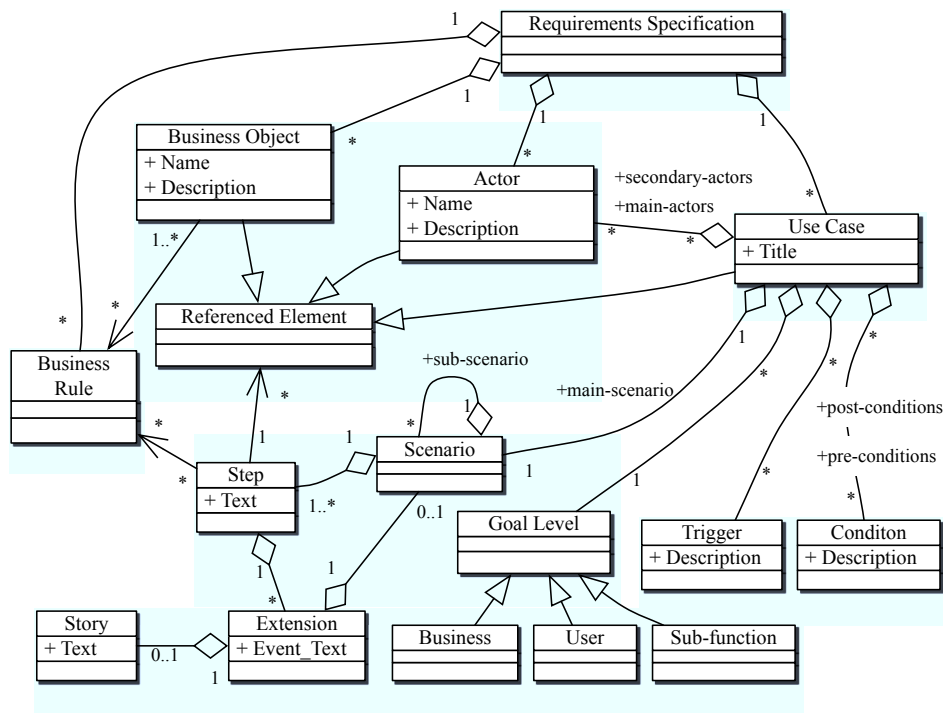 Requirements Specification
1
1
1
1
*
*
*
Business Object
+ Name
+ Description
Actor
+ Name
+ Description
+secondary-actors
+main-actors
*
*
*
Use Case
+ Title
1..*
*
*
Referenced Element
Business
Rule
+sub-scenario
+main-scenario
1
*
*
*
*
1
*
1
*
*
+post-conditions
+pre-conditions
Scenario
1
Step
+ Text
1
1..*
0..1
1
1
*
*
Goal Level
Trigger
+ Description
Conditon
+ Description
1
*
1
Story
+ Text
0..1
1
Extension
+ Event_Text
Business
User
Sub-function